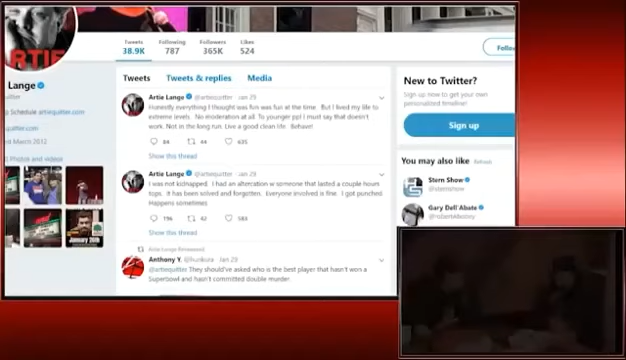 ARTIE
Tweets Following Followers Likes
38.9K 787 365K 524
Lange
Tweets Tweets & replies Media
Schedule artiequitter.com
quitter.com
March 2012
Photos and videos
Artie Lange @artiequitter Jan 29
Honestly everything I thought was fun was fun at the time. But I lived my life to
extreme levels. No moderation at all. To younger ppl I must say that doesn't
work. Not in the long run. Live a good clean life. Behave!
84 44 635
Show this thread
Artie Lange @artiequitter Jan 29
I was not kidnapped. I had an altercation w someone that lasted a couple hours
tops. It has been solved and forgotten. Everyone involved is fine. I got punched.
Happens sometimes
196 42 583
Show this thread
Artie Lange Retweeted
Anthony Y. Jan 29
@artiequitter They should've asked who is the best player that hasn't won a
Superbowl and hasn't committed double murder.
New to Twitter?
Sign up now to get your own
personalized timeline!
Sign up
You may also like Refresh
Stern Show
@sternshow
Gary Dell'Abate